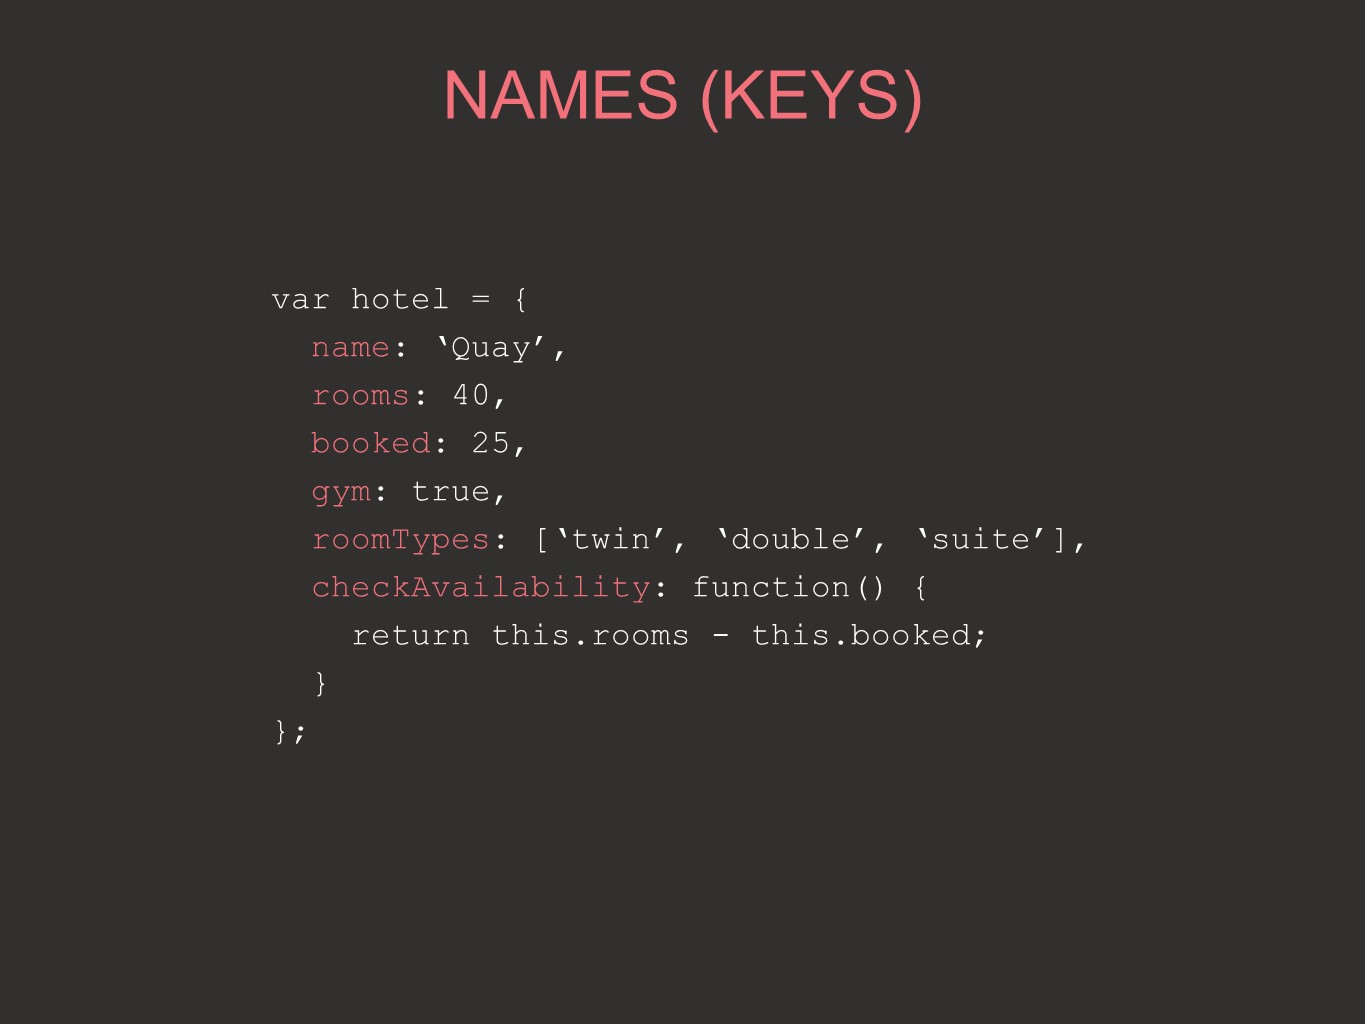 NAMES (KEYS)
var hotel = {
  name: ‘Quay’,
  rooms: 40,
  booked: 25,
  gym: true,
  roomTypes: [‘twin’, ‘double’, ‘suite’],
  checkAvailability: function() {
    return this.rooms - this.booked;
  }
};